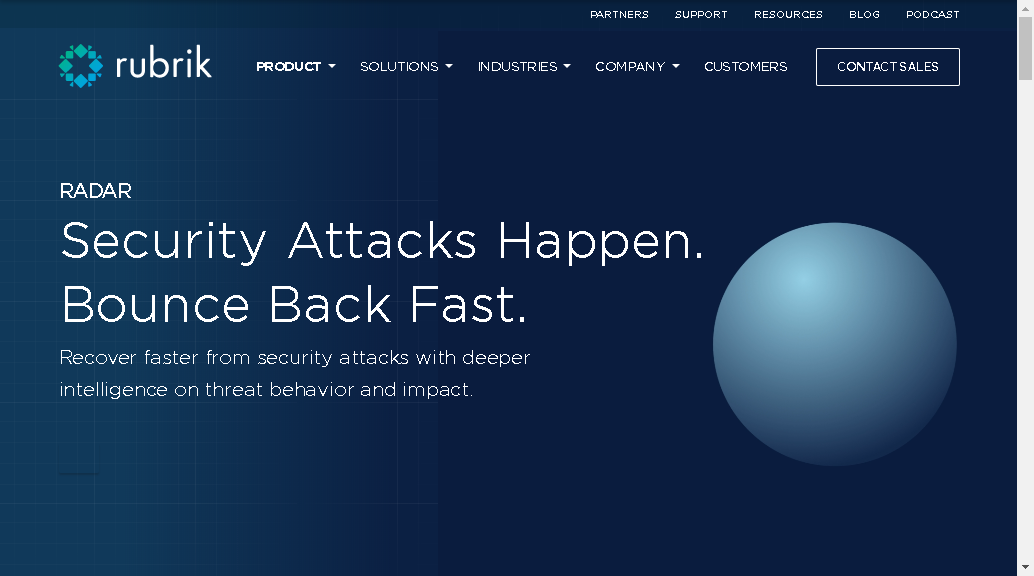 PARTNERS SUPPORT RESOURCES BLOG PODCAST
rubrik PRODUCT SOLUTIONS INDUSTRIES COMPANY CUSTOMERS CONTACT SALES
RADAR
Security Attacks Happen.
Bounce Back Fast.
Recover faster from security attacks with deeper
intelligence on threat behavior and impact.